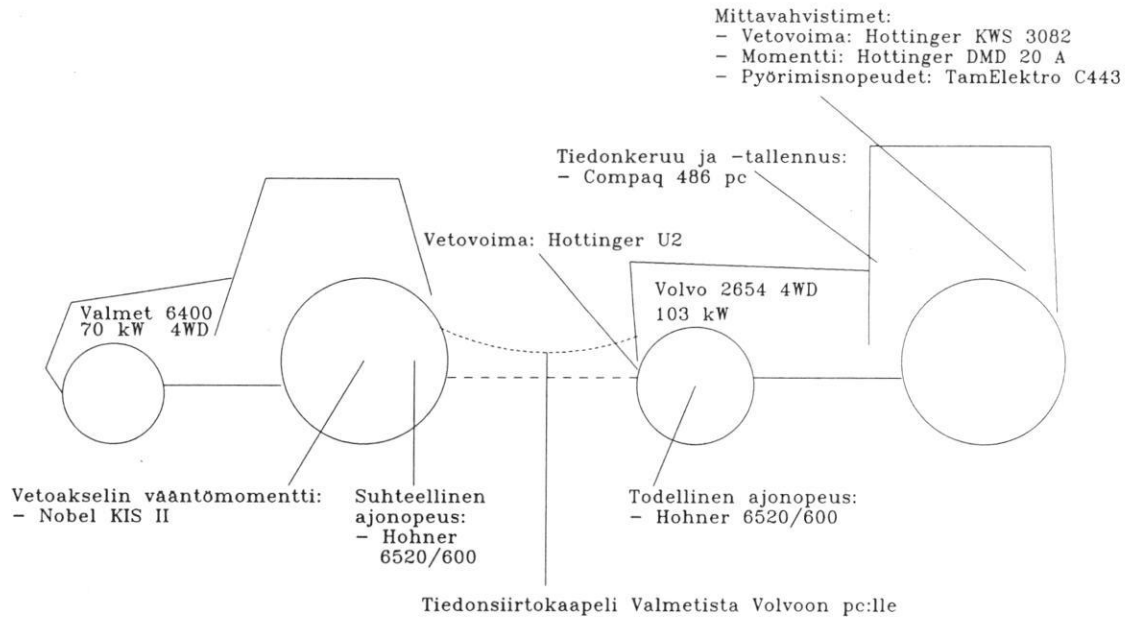 Mittavahvistimet:
- Vetovoima: Hottinger KWS 3082
- Momentti: Hottinger DMD 20 A
- Pyörimisnopeudet: TamElektro C443
Tiedonkeruu ja -tallennus:
- Compaq 486 pc
Vetovoima: Hottinger U2
Valmet 6400
70 kW 4WD
Volvo 2654 4WD
103 kW
Vetoakselin vääntömomentti:
- Nobel KIS II
Suhteellinen
ajonopeus:
- Hohner
6520/600
Todellinen ajonopeus:
- Hohner 6520/600
Tiedonsiirtokaapeli Valmetista Volvoon pc:lle